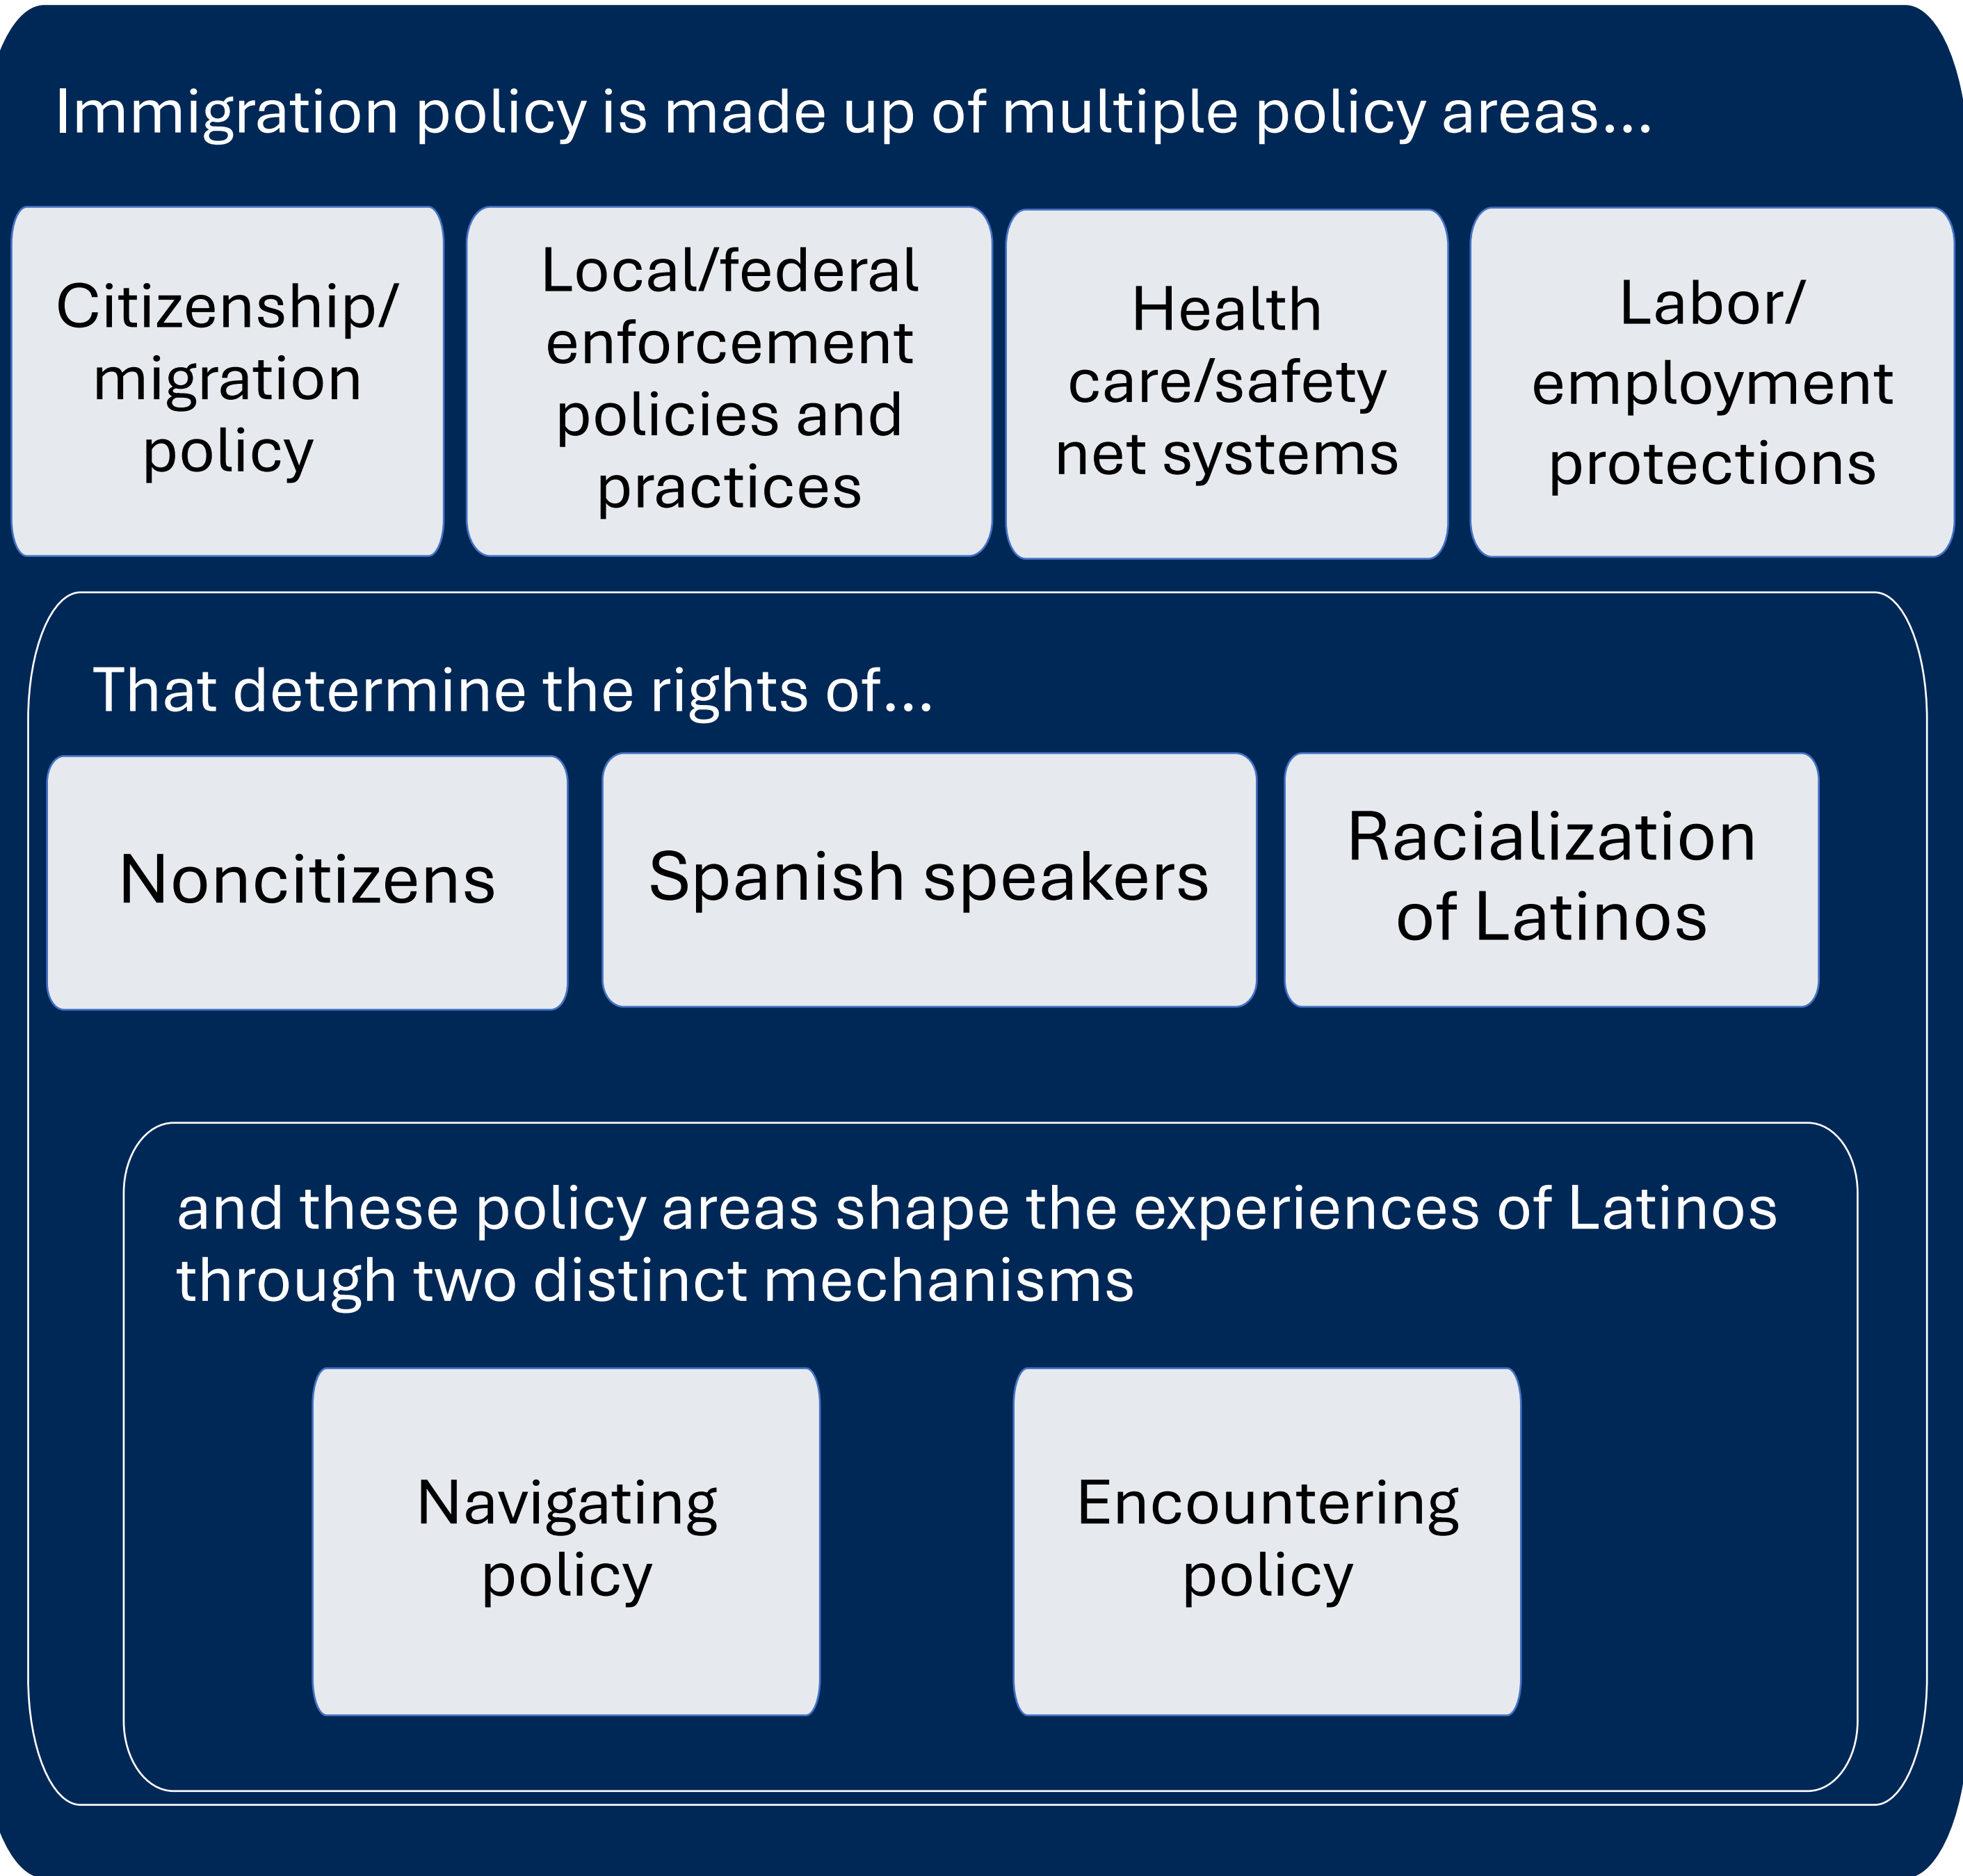 Immigration policy is made up of multiple policy areas...
Citizenship/
migration
policy
Local/federal
enforcement
policies and
practices
Health
care/safety
net systems
Labor/
employment
protections
That determine the rights of...
Noncitizens
Spanish speakers
Racialization
of Latinos
and these policy areas shape the experiences of Latinos
through two distinct mechanisms
Navigating
policy
Encountering
policy